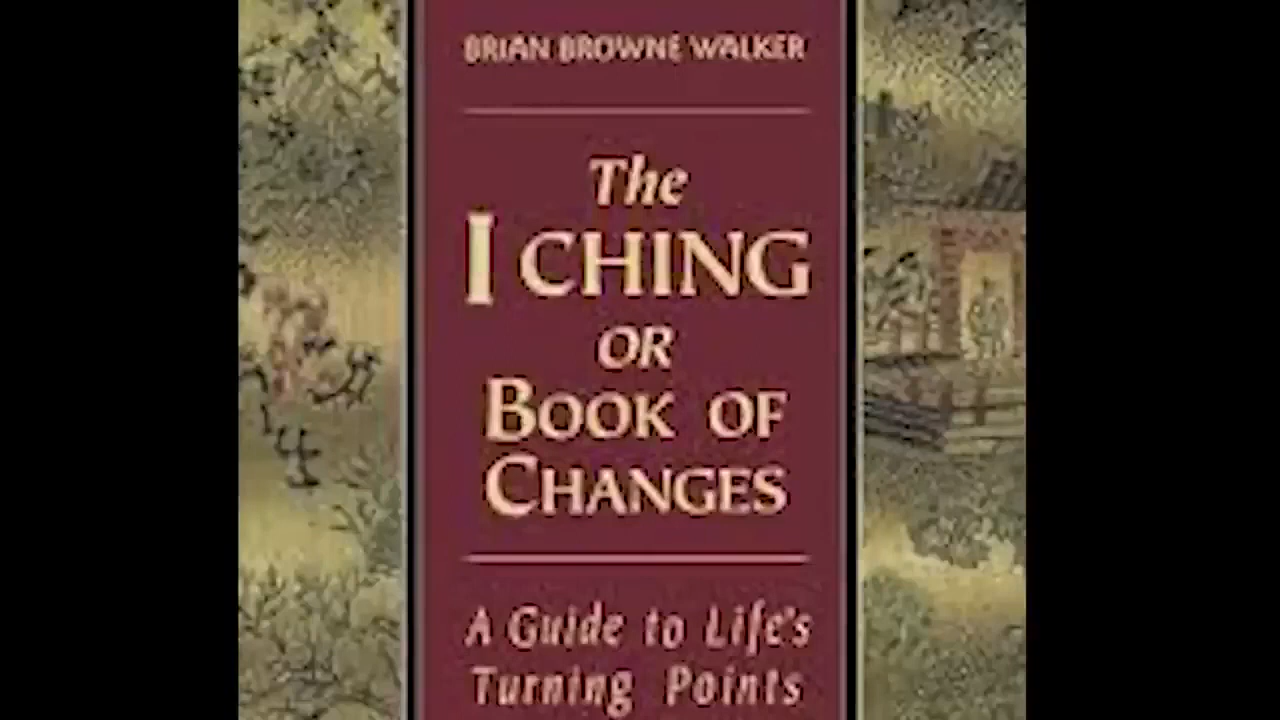 BRIAN BROWNE WALKER
The
I CHING
OR
BOOK OF
CHANGES
A Guide to Life's
Turning Points